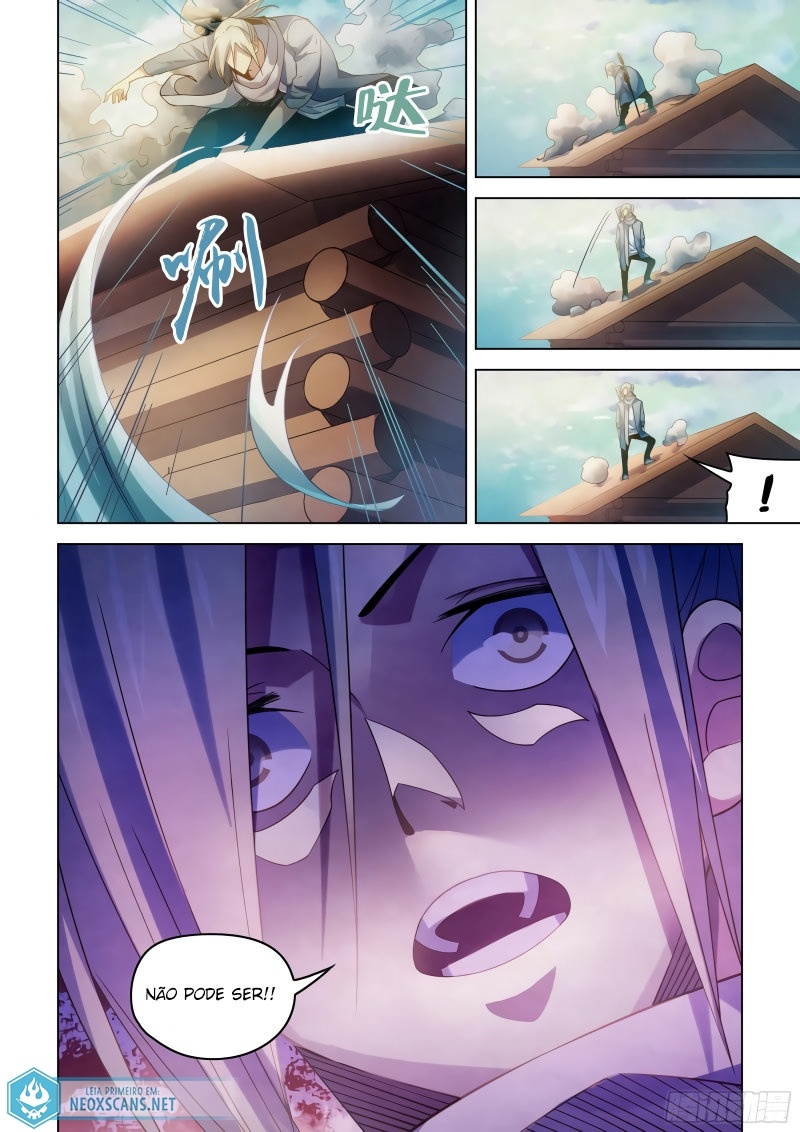 哒
唰
!
NÃO PODE SER!!
LEIA PRIMEIRO EM:
NEOXSCANS.NET